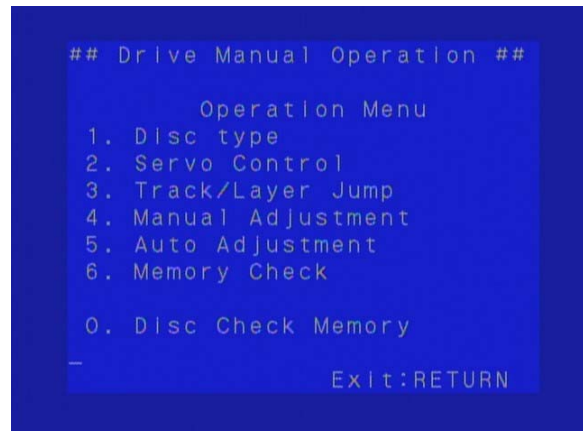 ## Drive Manual Operation ##
Operation Menu
1. Disc type
2. Servo Control
3. Track/Layer Jump
4. Manual Adjustment
5. Auto Adjustment
6. Memory Check
0. Disc Check Memory
_
Exit:RETURN